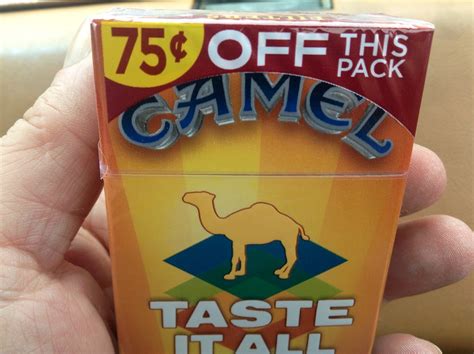 75¢ OFF THIS PACK
CAMEL
TASTE
IT ALL